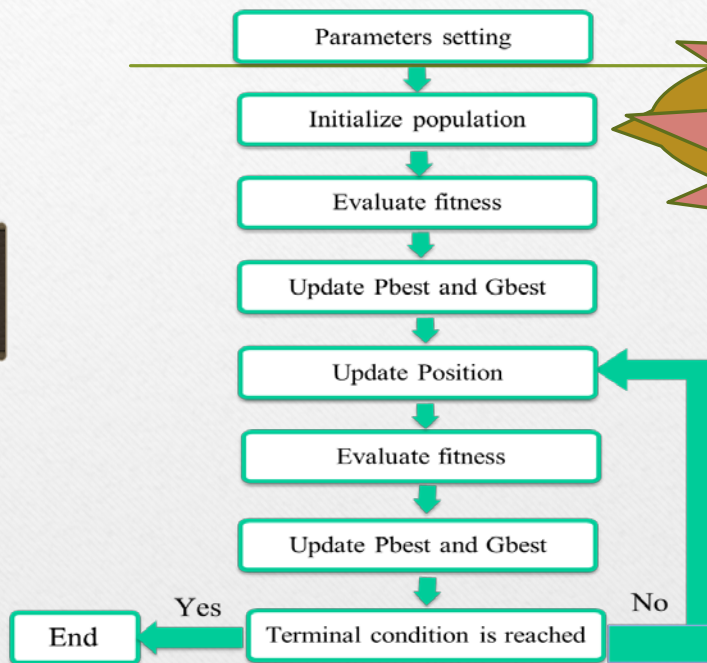 Parameters setting
Initialize population
Evaluate fitness
Update Pbest and Gbest
Update Position
Evaluate fitness
Update Pbest and Gbest
Yes
No
End
Terminal condition is reached